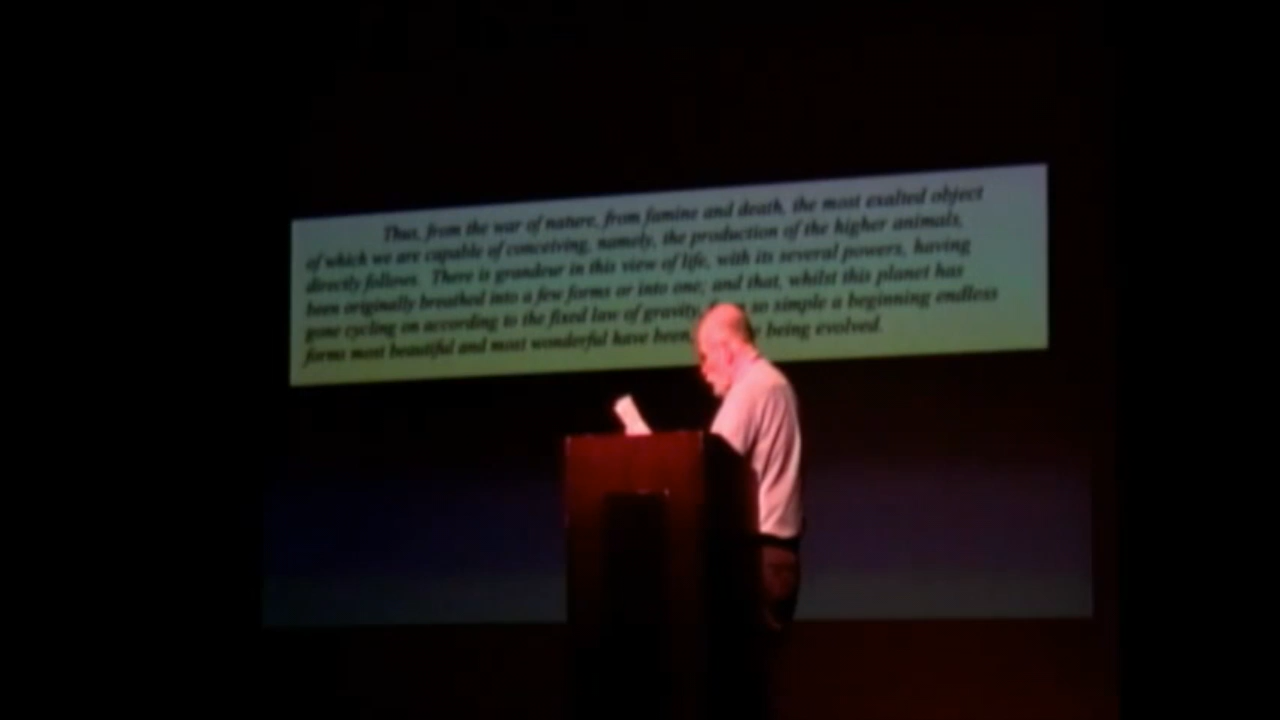 Thus, from the war of nature, from famine and death, the most exalted object
of which we are capable of conceiving, namely, the production of the higher animals,
directly follows. There is grandeur in this view of life, with its several powers, having
been originally breathed into a few forms or into one; and that, whilst this planet has
gone cycling on according to the fixed law of gravity, so simple a beginning endless
forms most beautiful and most wonderful have been, being evolved.